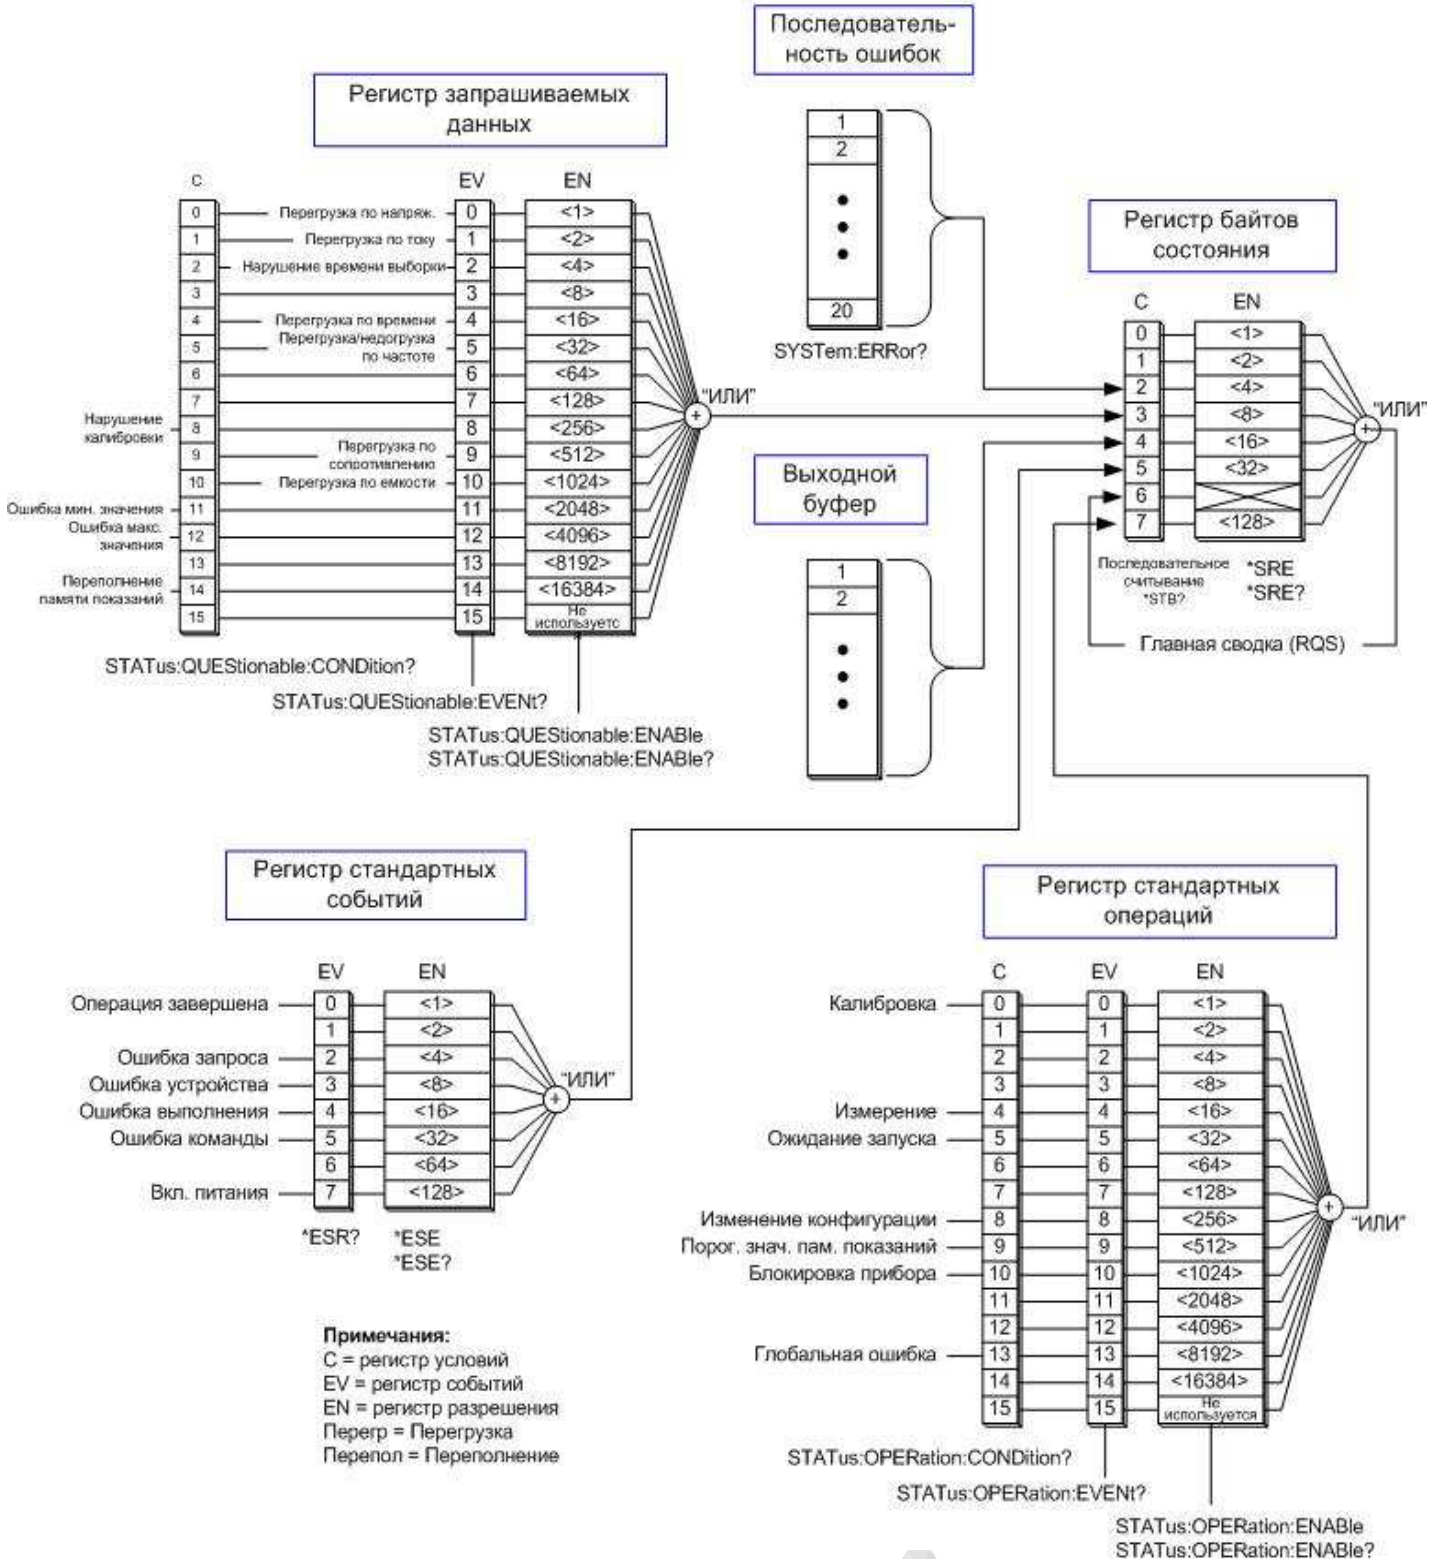 Последователь-
ность ошибок
1
2
20
SYSTem:ERRor?
Регистр запрашиваемых
данных
C
EV
EN
0
Перегрузка по напряж.
0
<1>
1
Перегрузка по току
1
<2>
2
Нарушение времени выборки
2
<4>
3
3
<8>
4
Перегрузка по времени
4
<16>
5
Перегрузка/недогрузка
по частоте
5
<32>
6
6
<64>
7
7
<128>
Нарушение
калибровки
8
8
<256>
9
Перегрузка по
сопротивлению
9
<512>
10
Перегрузка по емкости
10
<1024>
Ошибка мин. значения
11
11
<2048>
Ошибка макс.
значения
12
12
<4096>
13
13
<8192>
Переполнение
памяти показаний
14
14
<16384>
15
15
Не
используетс
"ИЛИ"
+
STATus:QUEStionable:CONDition?
STATus:QUEStionable:EVENt?
STATus:QUEStionable:ENABle
STATus:QUEStionable:ENABle?
Регистр байтов
состояния
C
EN
0
<1>
1
<2>
2
<4>
3
<8>
4
<16>
5
<32>
6
7
<128>
"ИЛИ"
+
Последовательное
считывание
*STB?
*SRE
*SRE?
Главная сводка (RQS)
Выходной
буфер
1
2
Регистр стандартных
событий
EV
EN
Операция завершена
0
<1>
1
<2>
Ошибка запроса
2
<4>
Ошибка устройства
3
<8>
Ошибка выполнения
4
<16>
Ошибка команды
5
<32>
6
<64>
Вкл. питания
7
<128>
"ИЛИ"
+
*ESR?
*ESE
*ESE?
Регистр стандартных
операций
C
EV
EN
Калибровка
0
0
<1>
1
1
<2>
2
2
<4>
3
3
<8>
Измерение
4
4
<16>
Ожидание запуска
5
5
<32>
6
6
<64>
7
7
<128>
Изменение конфигурации
8
8
<256>
Порог. знач. пам. показаний
9
9
<512>
Блокировка прибора
10
10
<1024>
11
11
<2048>
12
12
<4096>
Глобальная ошибка
13
13
<8192>
14
14
<16384>
15
15
Не
используется
"ИЛИ"
+
STATus:OPERation:CONDition?
STATus:OPERation:EVENt?
STATus:OPERation:ENABle
STATus:OPERation:ENABle?
Примечания:
C = регистр условий
EV = регистр событий
EN = регистр разрешения
Перегр = Перегрузка
Перепол = Переполнение